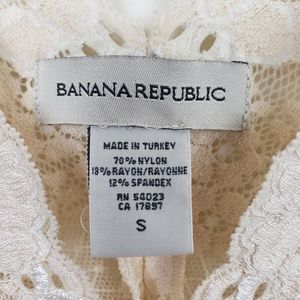 BANANA REPUBLIC
MADE IN TURKEY
70% NYLON
18% RAYON/RAYONNE
12% SPANDEX
RN 54023
CA 17897
S